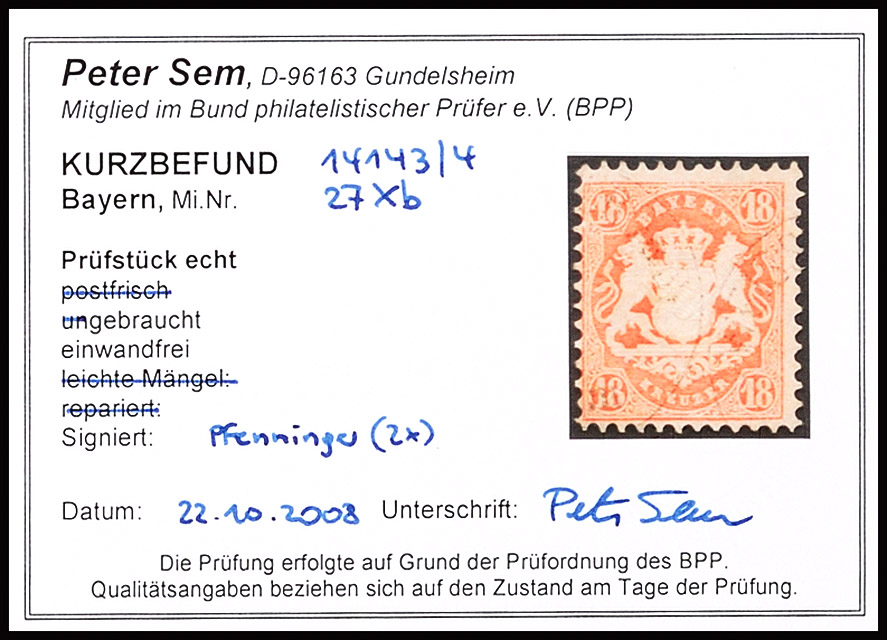 Peter Sem, D-96163 Gundelsheim
Mitglied im Bund philatelistischer Prüfer e.V. (BPP)
KURZBEFUND 14143/4
Bayern, Mi.Nr. 27 Xb
Prüfstück echt
postfrisch
ungebraucht
einwandfrei
leichte Mängel:
repariert:
Signiert: Pfenninger (2x)
Datum: 22.10.2008 Unterschrift: Peter Sem
Die Prüfung erfolgte auf Grund der Prüfordnung des BPP.
Qualitätsangaben beziehen sich auf den Zustand am Tage der Prüfung.
18 BAYERN 18
18 KREUZER 18